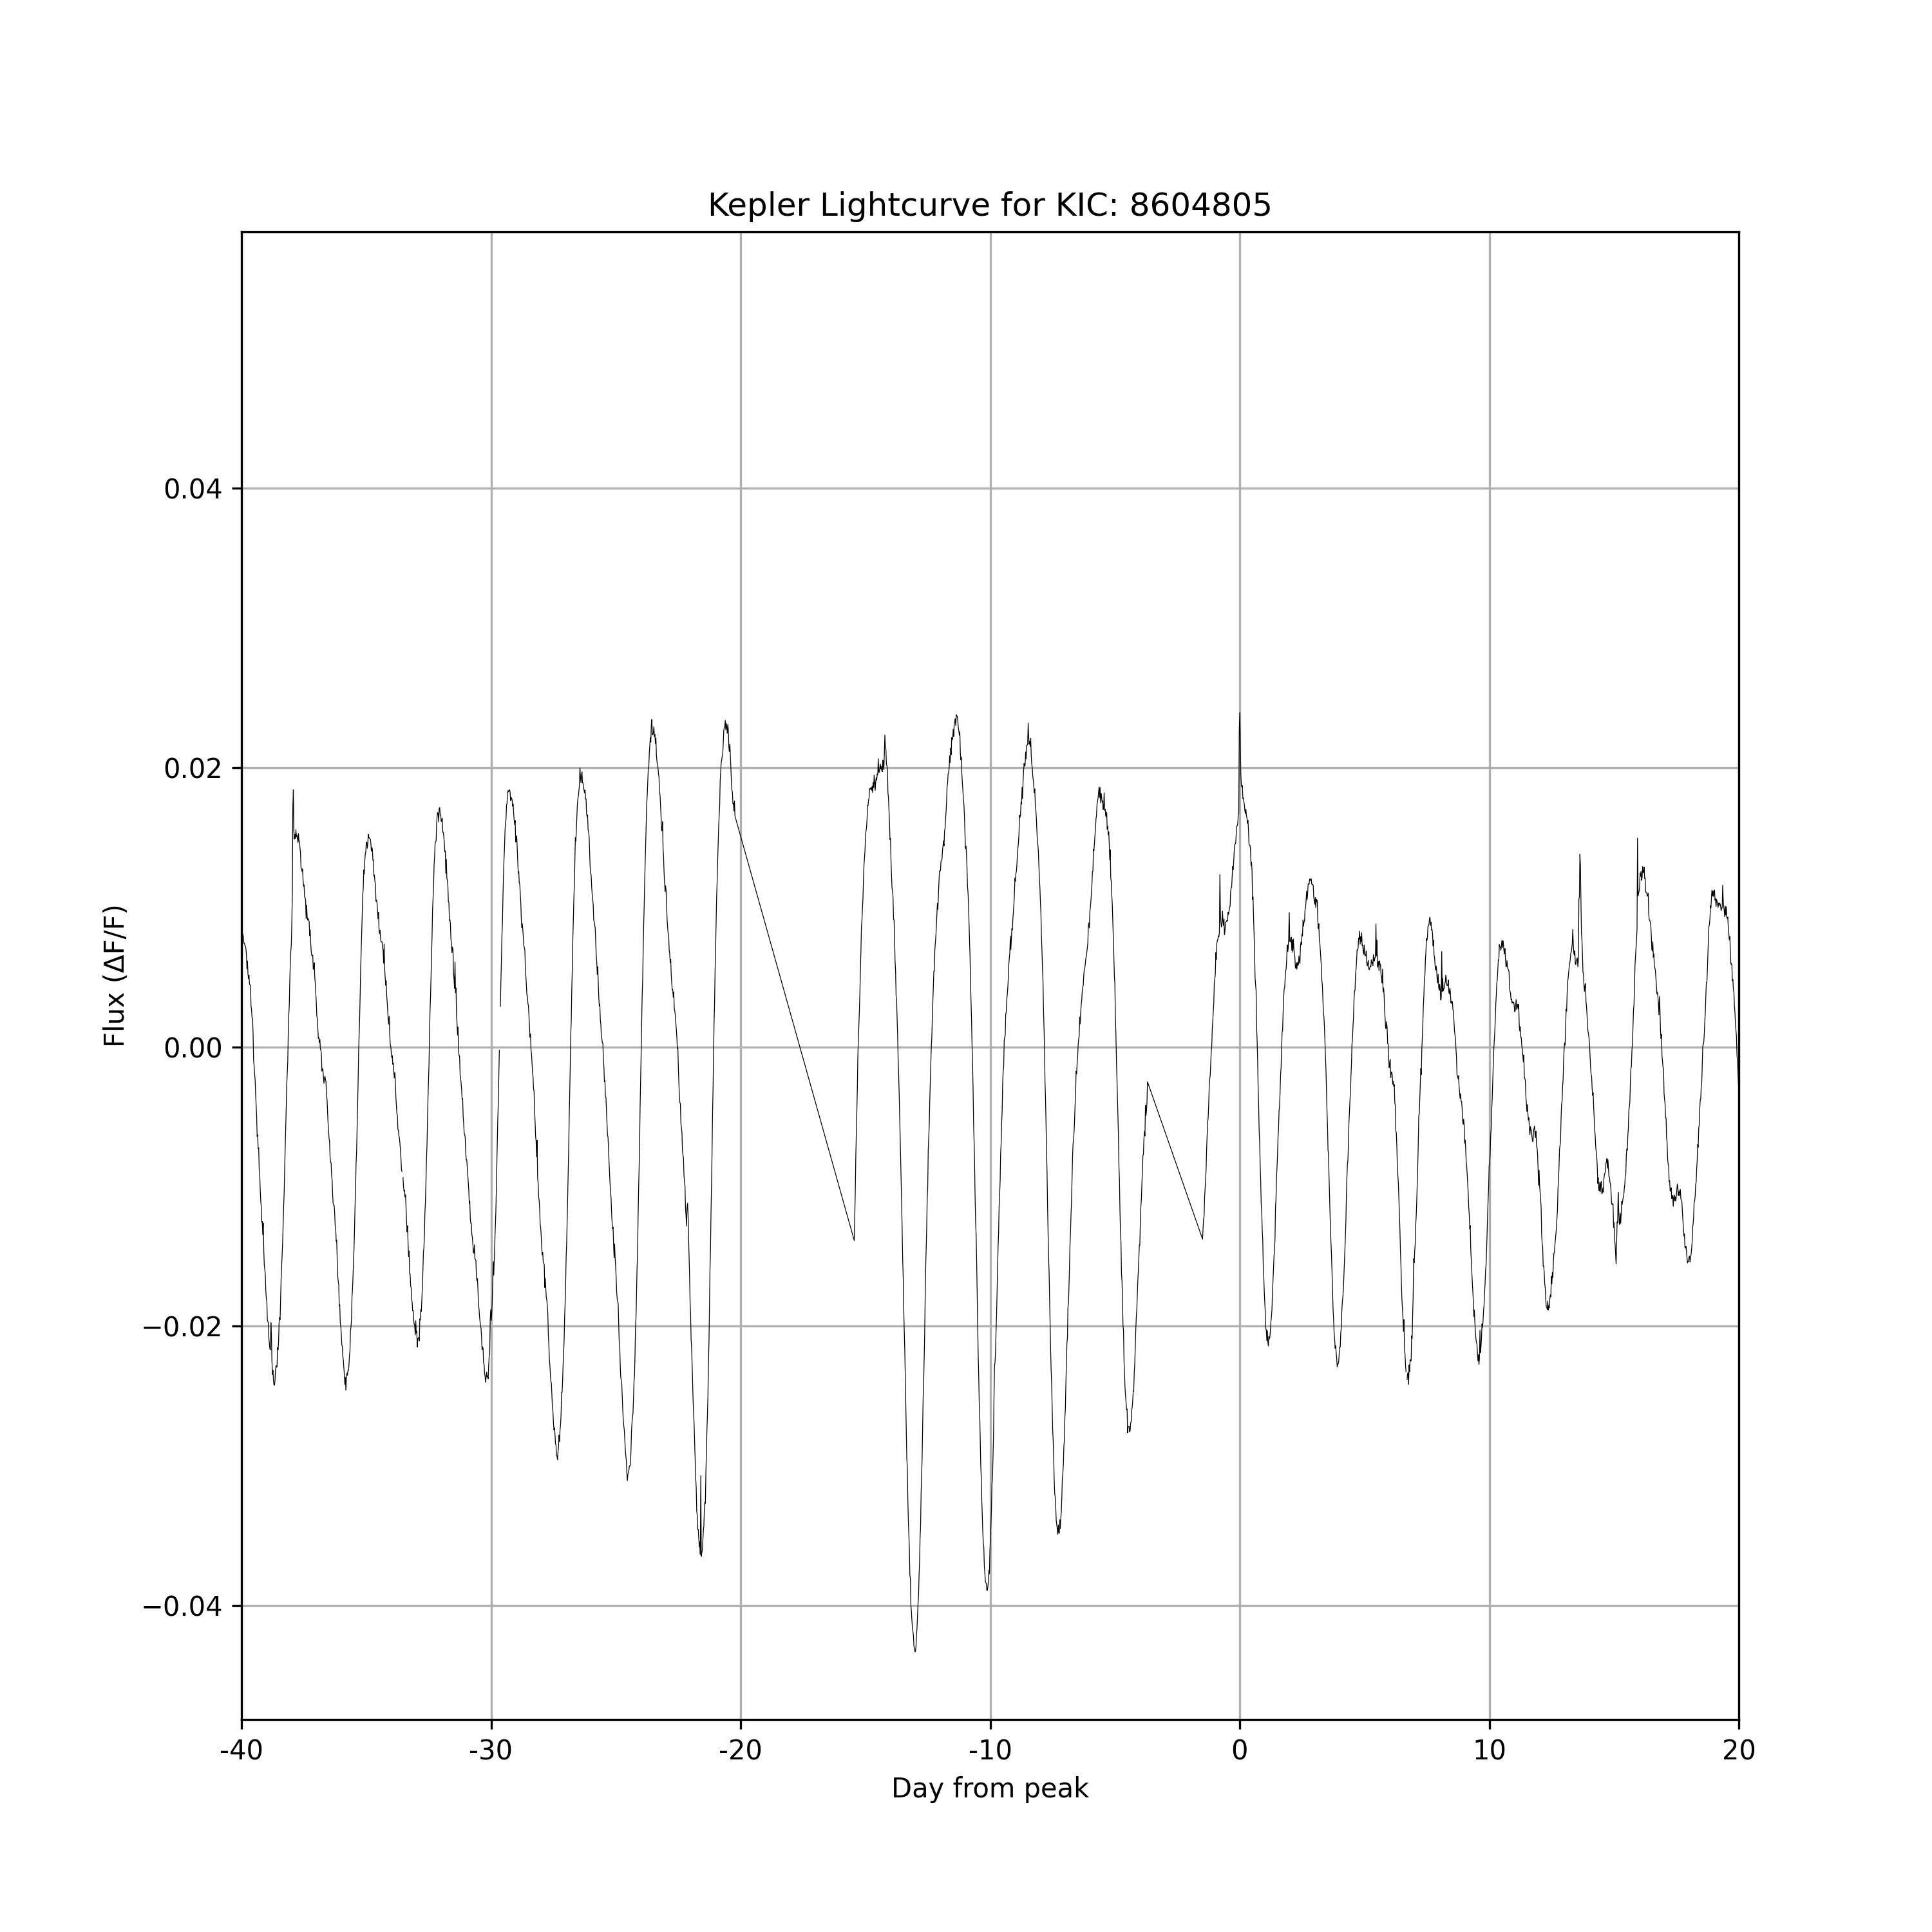 Kepler Lightcurve for KIC: 8604805
Flux (ΔF/F)
0.04
0.02
0.00
−0.02
−0.04
-40 -30 -20 -10 0 10 20
Day from peak